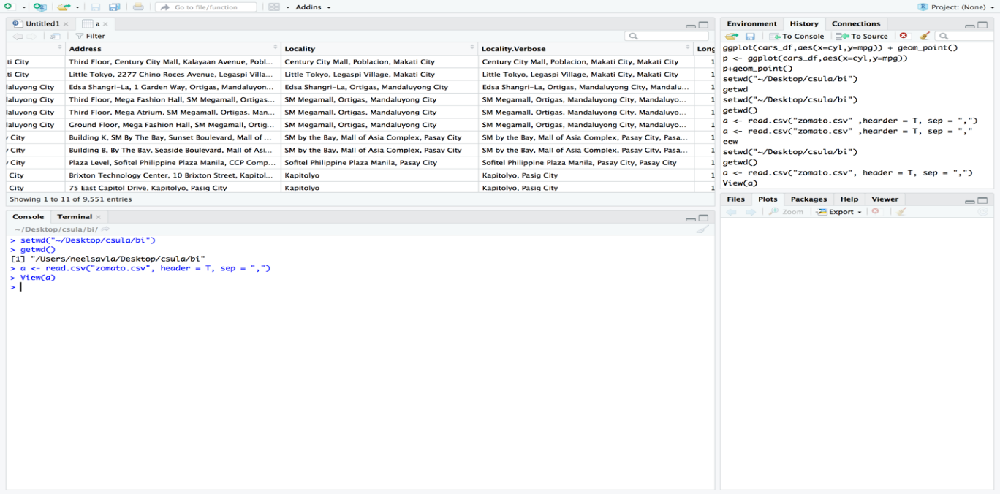 Go to file/function
Addins
Project: (None)
Untitled1
a
Filter
Address Locality Locality.Verbose Long
ti City Third Floor, Century City Mall, Kalayaan Avenue, Pobl... Century City Mall, Poblacion, Makati City Century City Mall, Poblacion, Makati City, Makati City 1
ti City Little Tokyo, 2277 Chino Roces Avenue, Legaspi Villa... Little Tokyo, Legaspi Village, Makati City Little Tokyo, Legaspi Village, Makati City, Makati City 1
daluyong City Edsa Shangri-La, 1 Garden Way, Ortigas, Mandaluyon... Edsa Shangri-La, Ortigas, Mandaluyong City Edsa Shangri-La, Ortigas, Mandaluyong City, Mandalu... 1
daluyong City Third Floor, Mega Fashion Hall, SM Megamall, Ortigas... SM Megamall, Ortigas, Mandaluyong City SM Megamall, Ortigas, Mandaluyong City, Mandaluyo... 1
daluyong City Third Floor, Mega Atrium, SM Megamall, Ortigas, Man... SM Megamall, Ortigas, Mandaluyong City SM Megamall, Ortigas, Mandaluyong City, Mandaluyo... 1
daluyong City Ground Floor, Mega Fashion Hall, SM Megamall, Ortig... SM Megamall, Ortigas, Mandaluyong City SM Megamall, Ortigas, Mandaluyong City, Mandaluyo... 1
City Building K, SM By The Bay, Sunset Boulevard, Mall of ... SM by the Bay, Mall of Asia Complex, Pasay City SM by the Bay, Mall of Asia Complex, Pasay City, Pasa... 1
City Building B, By The Bay, Seaside Boulevard, Mall of Asi... SM by the Bay, Mall of Asia Complex, Pasay City SM by the Bay, Mall of Asia Complex, Pasay City, Pasa... 1
City Plaza Level, Sofitel Philippine Plaza Manila, CCP Comp... Sofitel Philippine Plaza Manila, Pasay City Sofitel Philippine Plaza Manila, Pasay City, Pasay City 1
City Brixton Technology Center, 10 Brixton Street, Kapitol... Kapitolyo Kapitolyo, Pasig City 1
City 75 East Capitol Drive, Kapitolyo, Pasig City Kapitolyo Kapitolyo, Pasig City 1
Showing 1 to 11 of 9,551 entries
Console Terminal
~/Desktop/csula/bi/
> setwd("~/Desktop/csula/bi")
> getwd()
[1] "/Users/neelsavla/Desktop/csula/bi"
> a <- read.csv("zomato.csv", header = T, sep = ",")
> View(a)
>
Environment History Connections
To Console To Source
ggplot(cars_df,aes(x=cyl,y=mpg)) + geom_point()
p <- ggplot(cars_df,aes(x=cyl,y=mpg))
p+geom_point()
setwd("~/Desktop/csula/bi")
getwd
setwd("~/Desktop/csula/bi")
getwd()
a <- read.csv("zomato.csv" ,hearder = T, sep = ",")
a <- read.csv("zomato.csv" ,hearder = T, sep = ","
eew
setwd("~/Desktop/csula/bi")
getwd()
a <- read.csv("zomato.csv", header = T, sep = ",")
View(a)
Files Plots Packages Help Viewer
Zoom Export